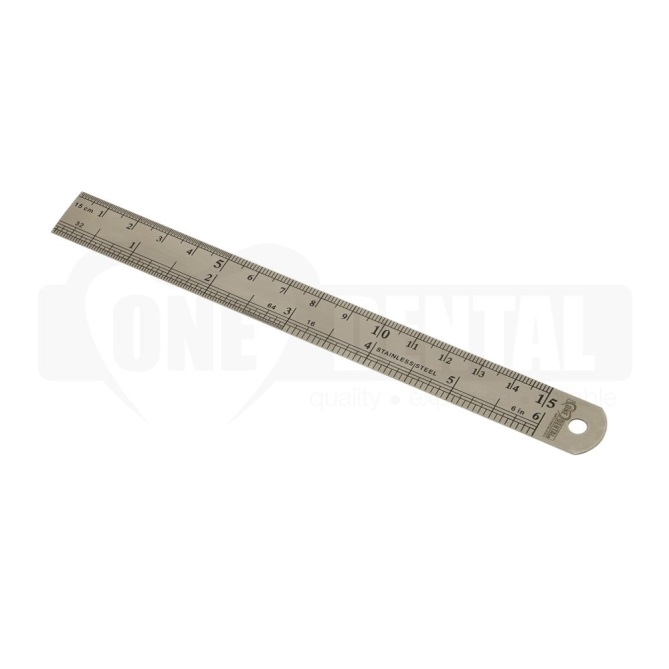 15 cm 1 2 3 4 5 6 7 8 9 10 11 12 13 14 15
32 1 2 64 3 16 4 STAINLESS STEEL 5 6 in 6
ONE DENTAL
quality •